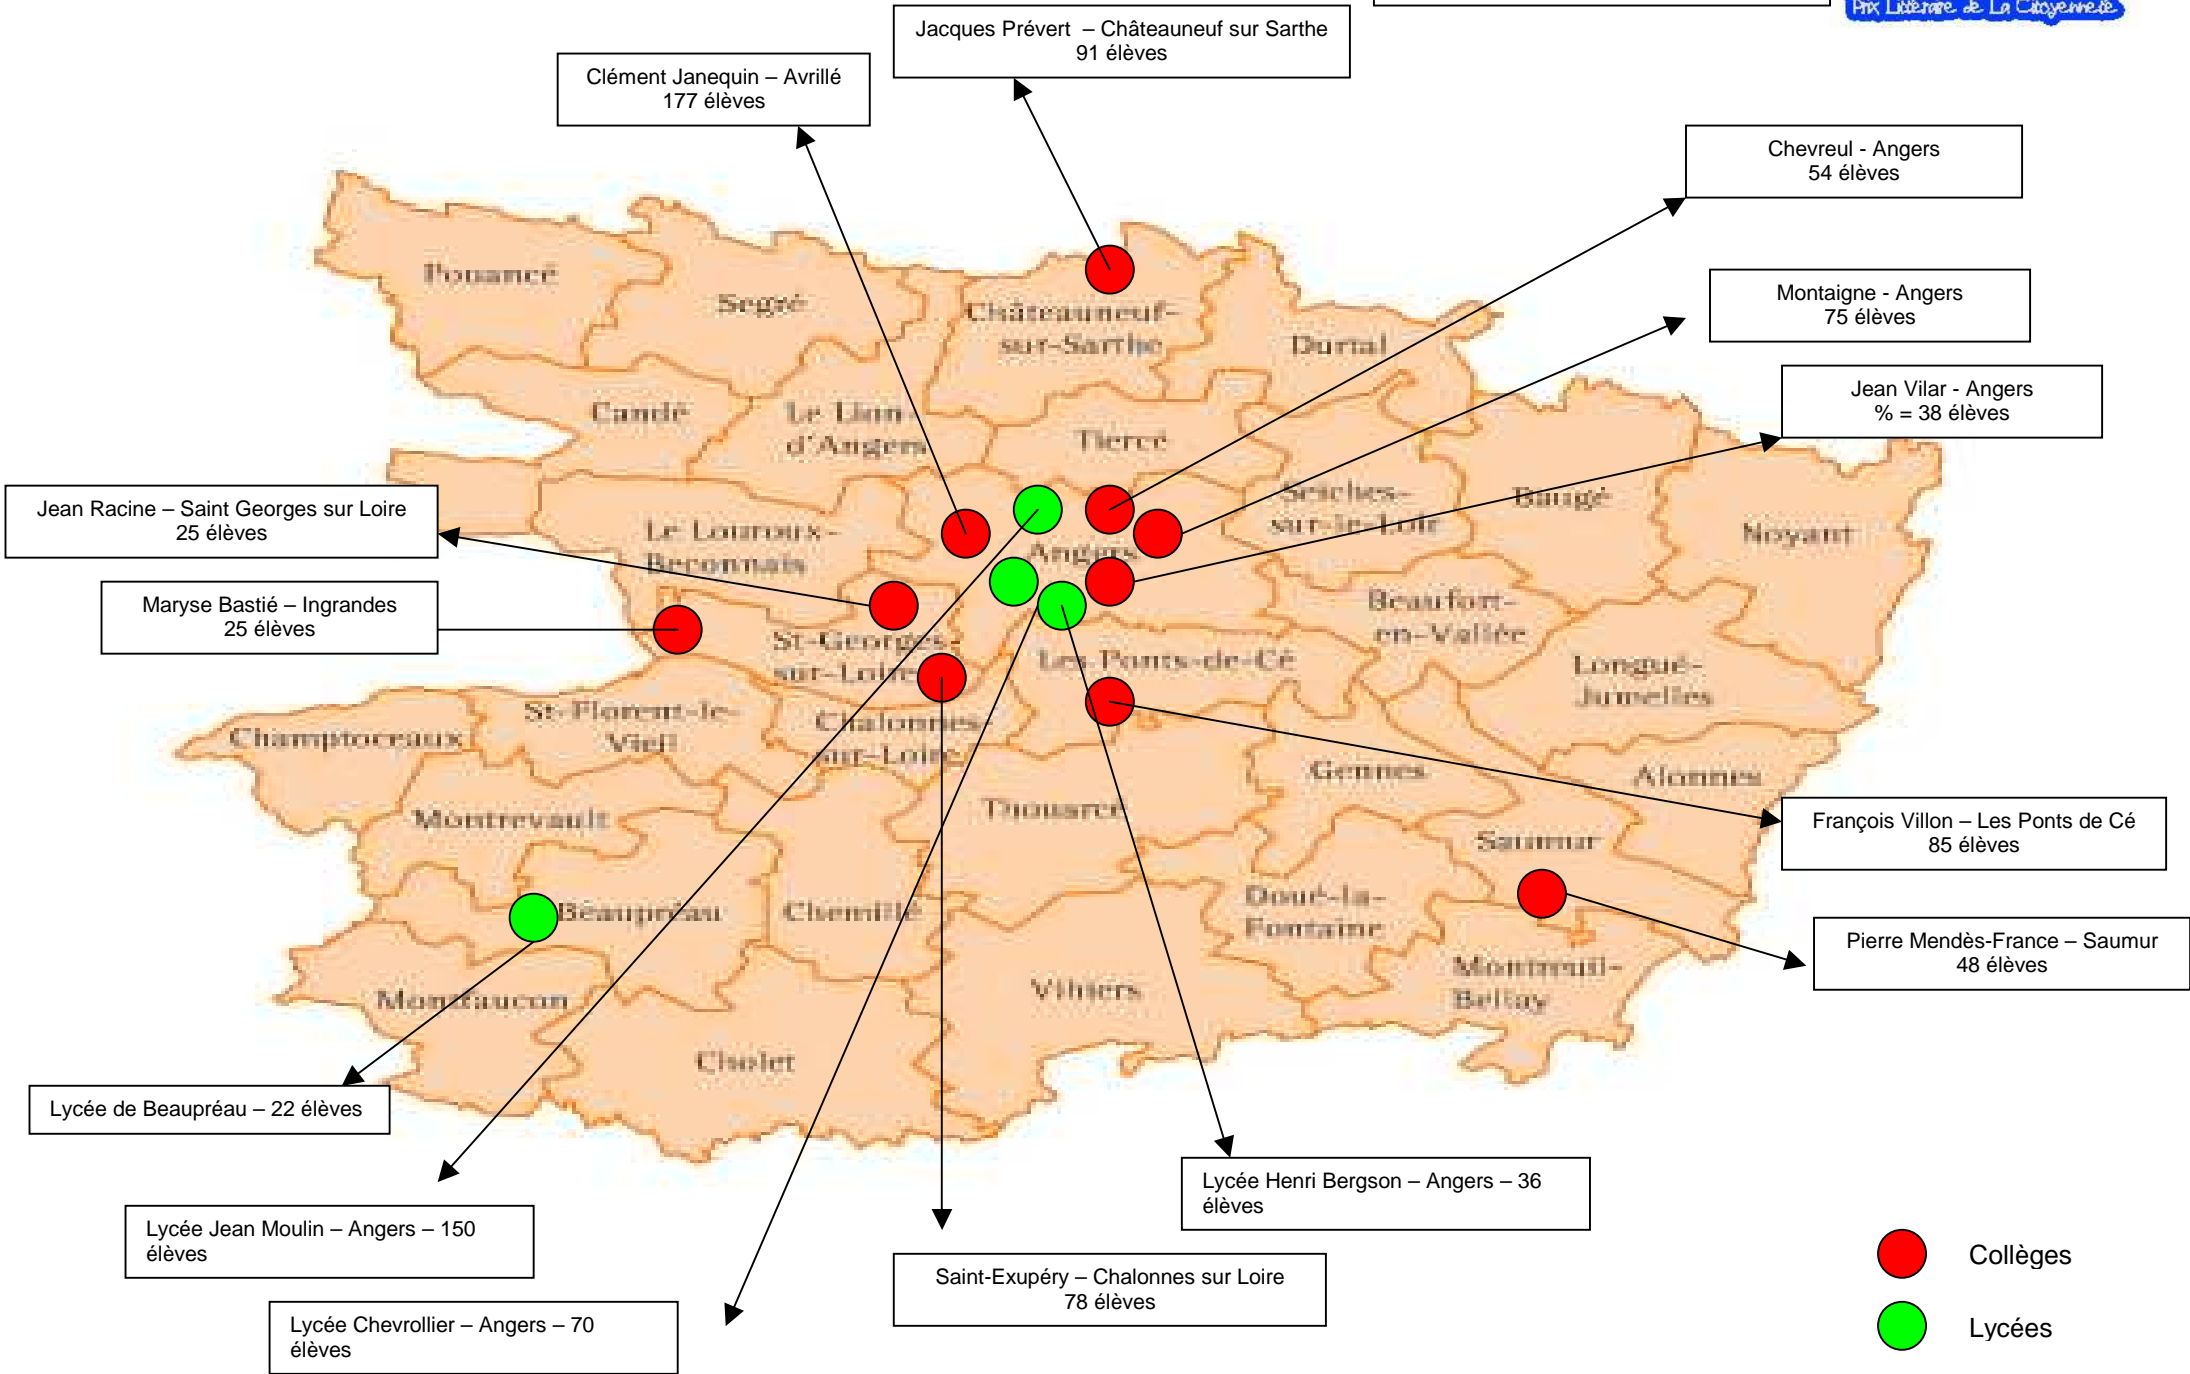 Prix Littéraire de La Citoyenneté
Jacques Prévert – Châteauneuf sur Sarthe
91 élèves
Clément Janequin – Avrillé
177 élèves
Chevreul - Angers
54 élèves
Montaigne - Angers
75 élèves
Jean Vilar - Angers
% = 38 élèves
Jean Racine – Saint Georges sur Loire
25 élèves
Maryse Bastié – Ingrandes
25 élèves
Pouancé
Segré
Châteauneuf-
sur-Sarthe
Durtal
Candé
Le Lion-
d'Angers
Tiercé
Seiches-
sur-le-Loir
Baugé
Noyant
Le Louroux-
Beconnais
Angers
Beaufort-
en-Vallée
St-Georges-
sur-Loire
Les Ponts-de-Cé
Longué-
Jumelles
Champtoceaux
St-Florent-le-
Vieil
Chalonnes-
sur-Loire
Gennes
Alonnes
Montrevault
Thouarcé
Saumur
Beaupréau
Chemillé
Doué-la-
Fontaine
Montfaucon
Vihiers
Montreuil-
Bellay
Cholet
François Villon – Les Ponts de Cé
85 élèves
Pierre Mendès-France – Saumur
48 élèves
Lycée de Beaupréau – 22 élèves
Lycée Henri Bergson – Angers – 36
élèves
Lycée Jean Moulin – Angers – 150
élèves
Saint-Exupéry – Chalonnes sur Loire
78 élèves
Lycée Chevrollier – Angers – 70
élèves
Collèges
Lycées